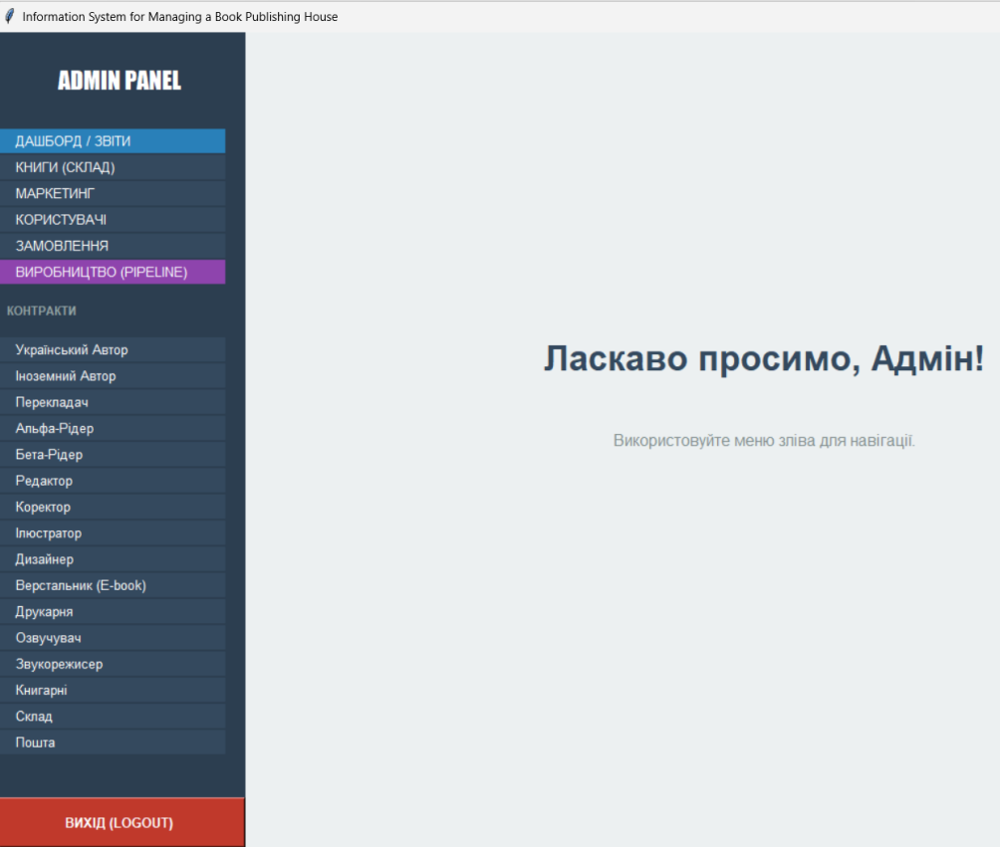 Information System for Managing a Book Publishing House
ADMIN PANEL
ДАШБОРД / ЗВІТИ
КНИГИ (СКЛАД)
МАРКЕТИНГ
КОРИСТУВАЧІ
ЗАМОВЛЕННЯ
ВИРОБНИЦТВО (PIPELINE)
КОНТРАКТИ
Український Автор
Іноземний Автор
Перекладач
Альфа-Рідер
Бета-Рідер
Редактор
Коректор
Ілюстратор
Дизайнер
Верстальник (E-book)
Друкарня
Озвучувач
Звукорежисер
Книгарні
Склад
Пошта
ВИХІД (LOGOUT)
Ласкаво просимо, Адмін!
Використовуйте меню зліва для навігації.